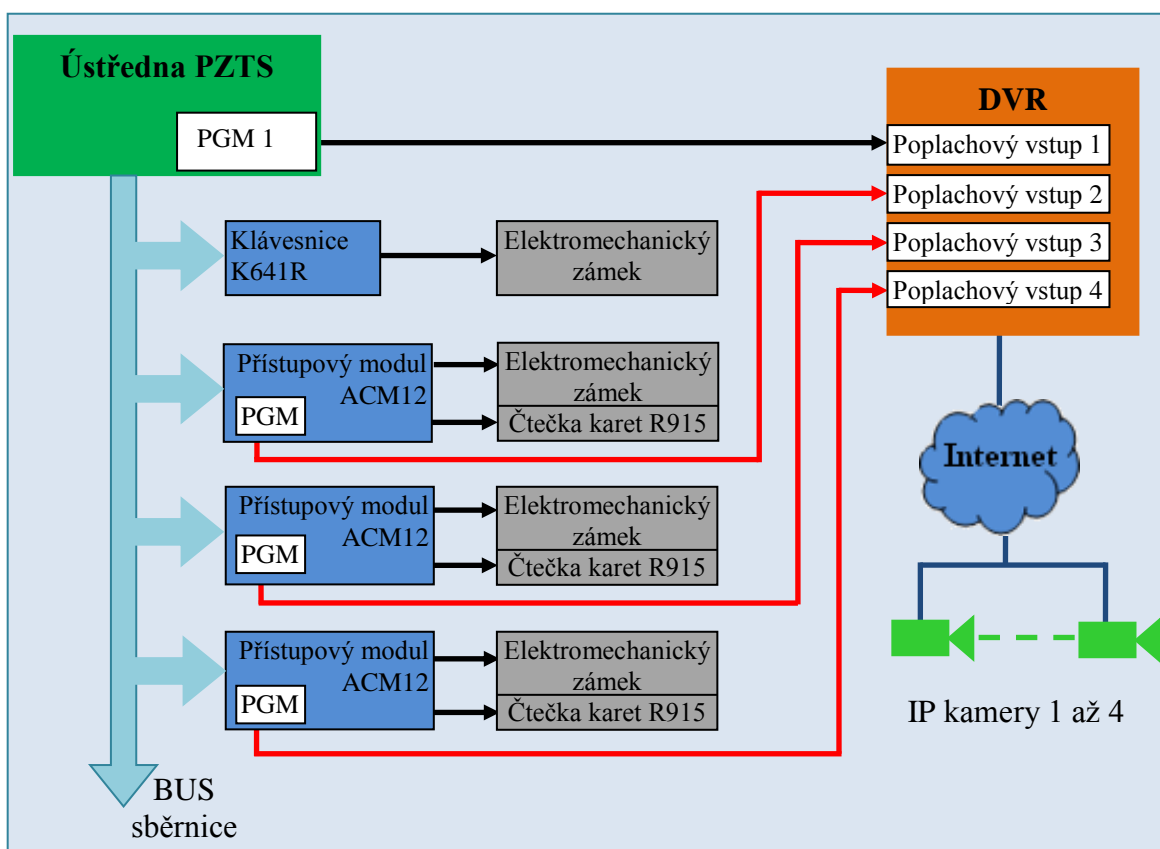 Ústředna PZTS
PGM 1
DVR
Poplachový vstup 1
Poplachový vstup 2
Poplachový vstup 3
Poplachový vstup 4
Klávesnice
K641R
Elektromechanický
zámek
Přístupový modul
ACM12
PGM
Elektromechanický
zámek
Čtečka karet R915
Přístupový modul
ACM12
PGM
Elektromechanický
zámek
Čtečka karet R915
Přístupový modul
ACM12
PGM
Elektromechanický
zámek
Čtečka karet R915
Internet
IP kamery 1 až 4
BUS
sběrnice